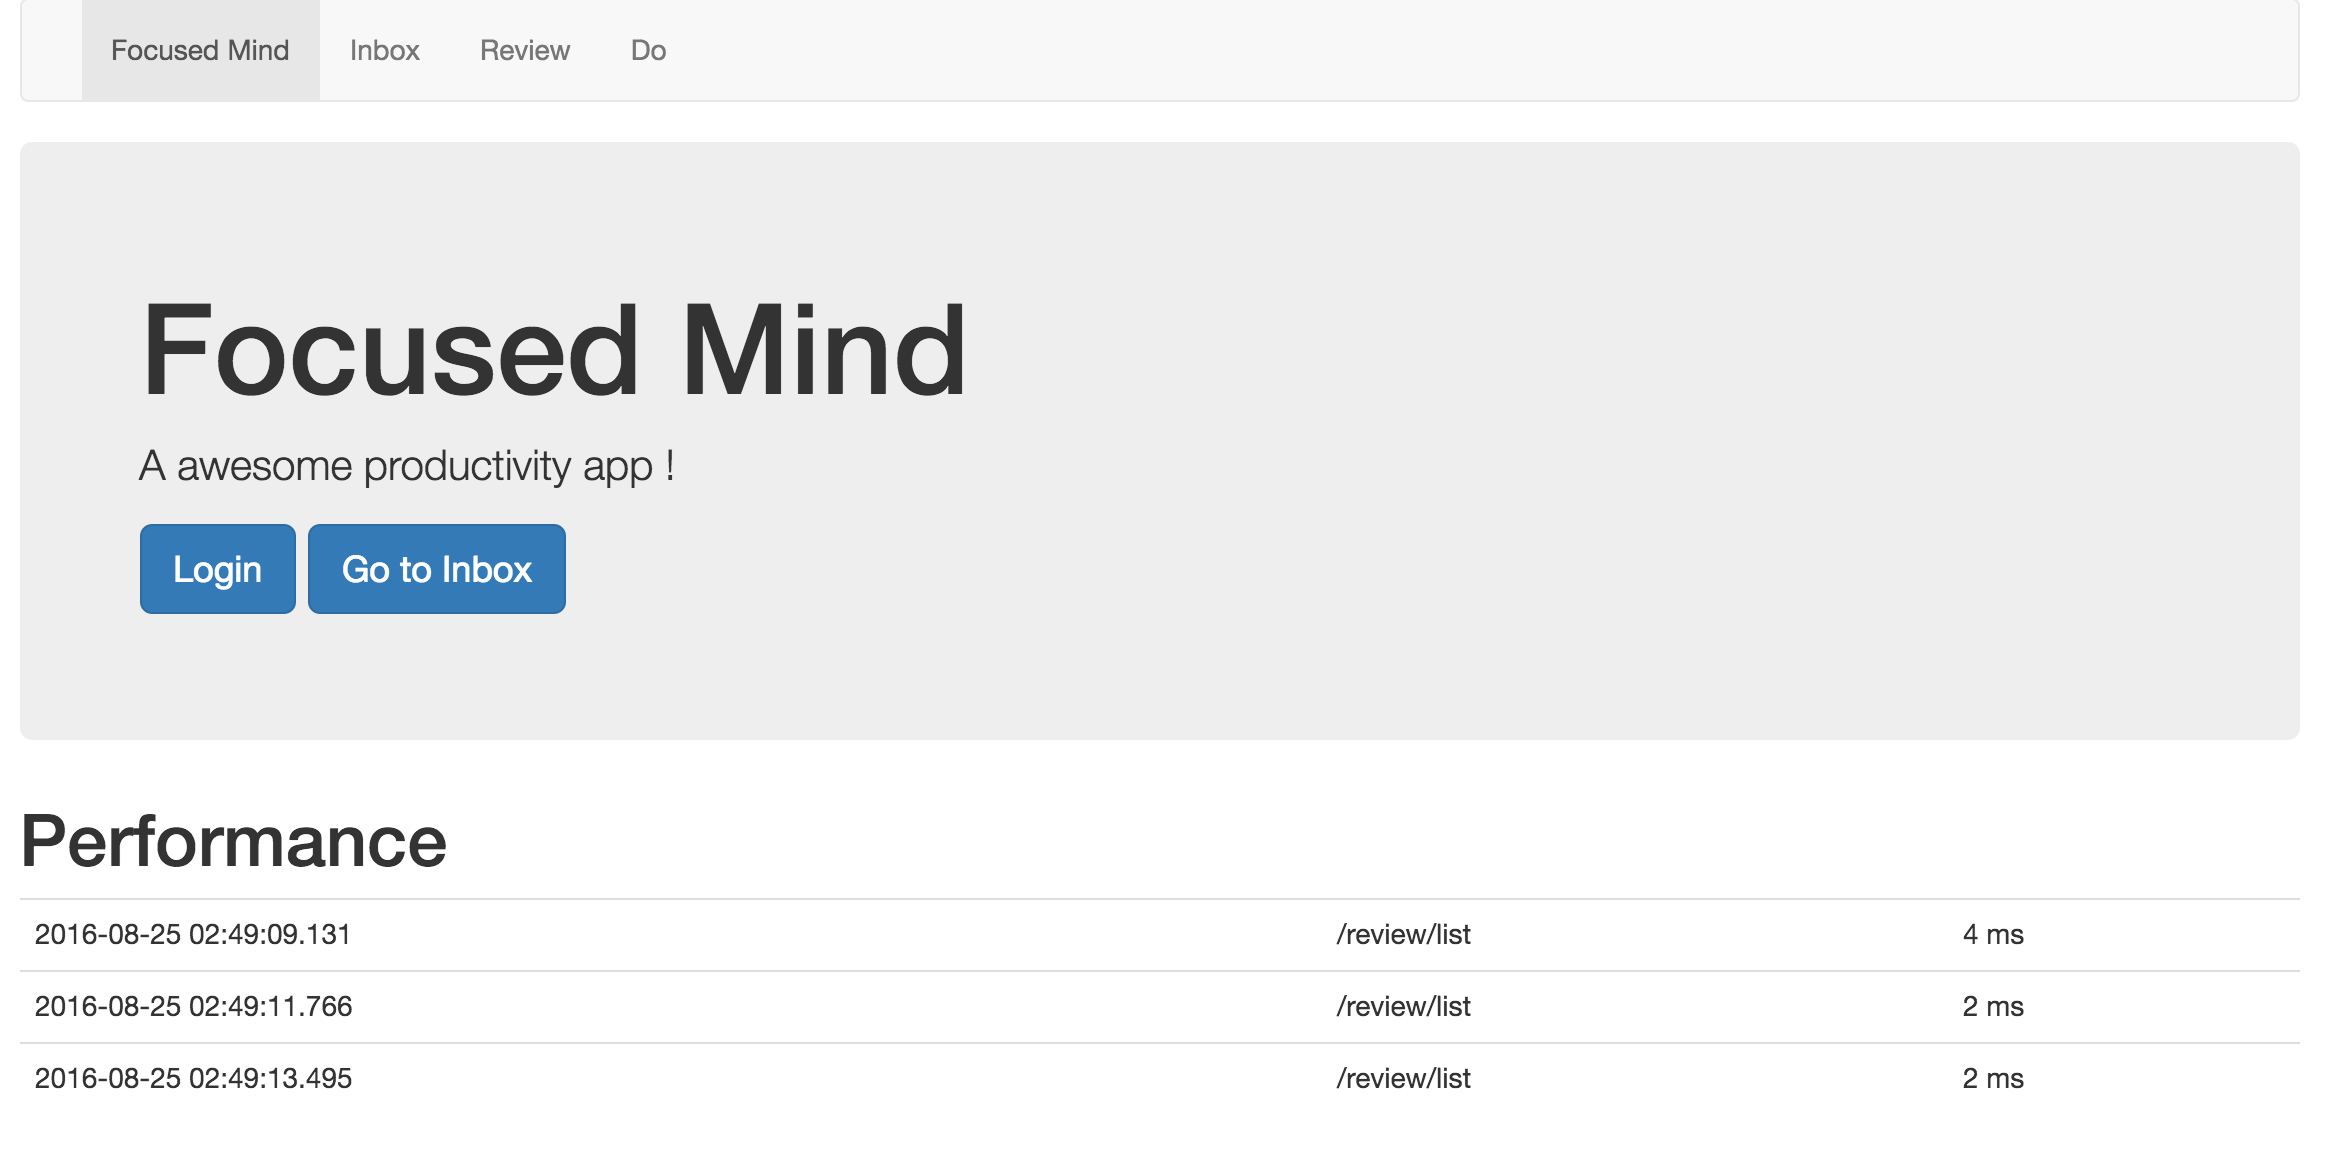 Focused Mind Inbox Review Do
Focused Mind
A awesome productivity app !
Login Go to Inbox
Performance
2016-08-25 02:49:09.131 /review/list 4 ms
2016-08-25 02:49:11.766 /review/list 2 ms
2016-08-25 02:49:13.495 /review/list 2 ms